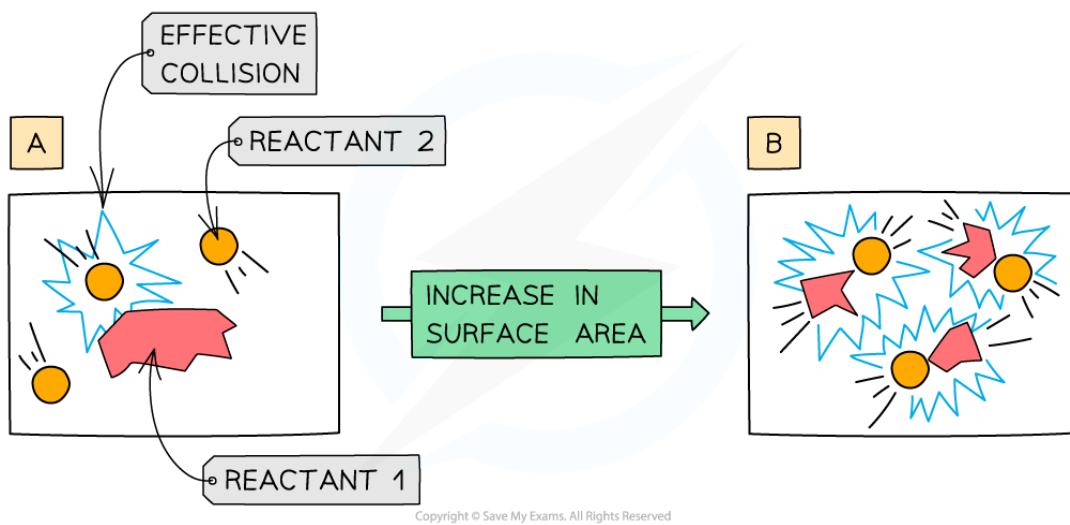 EFFECTIVE
COLLISION
A
REACTANT 2
B
INCREASE IN
SURFACE AREA
REACTANT 1
Copyright © Save My Exams. All Rights Reserved